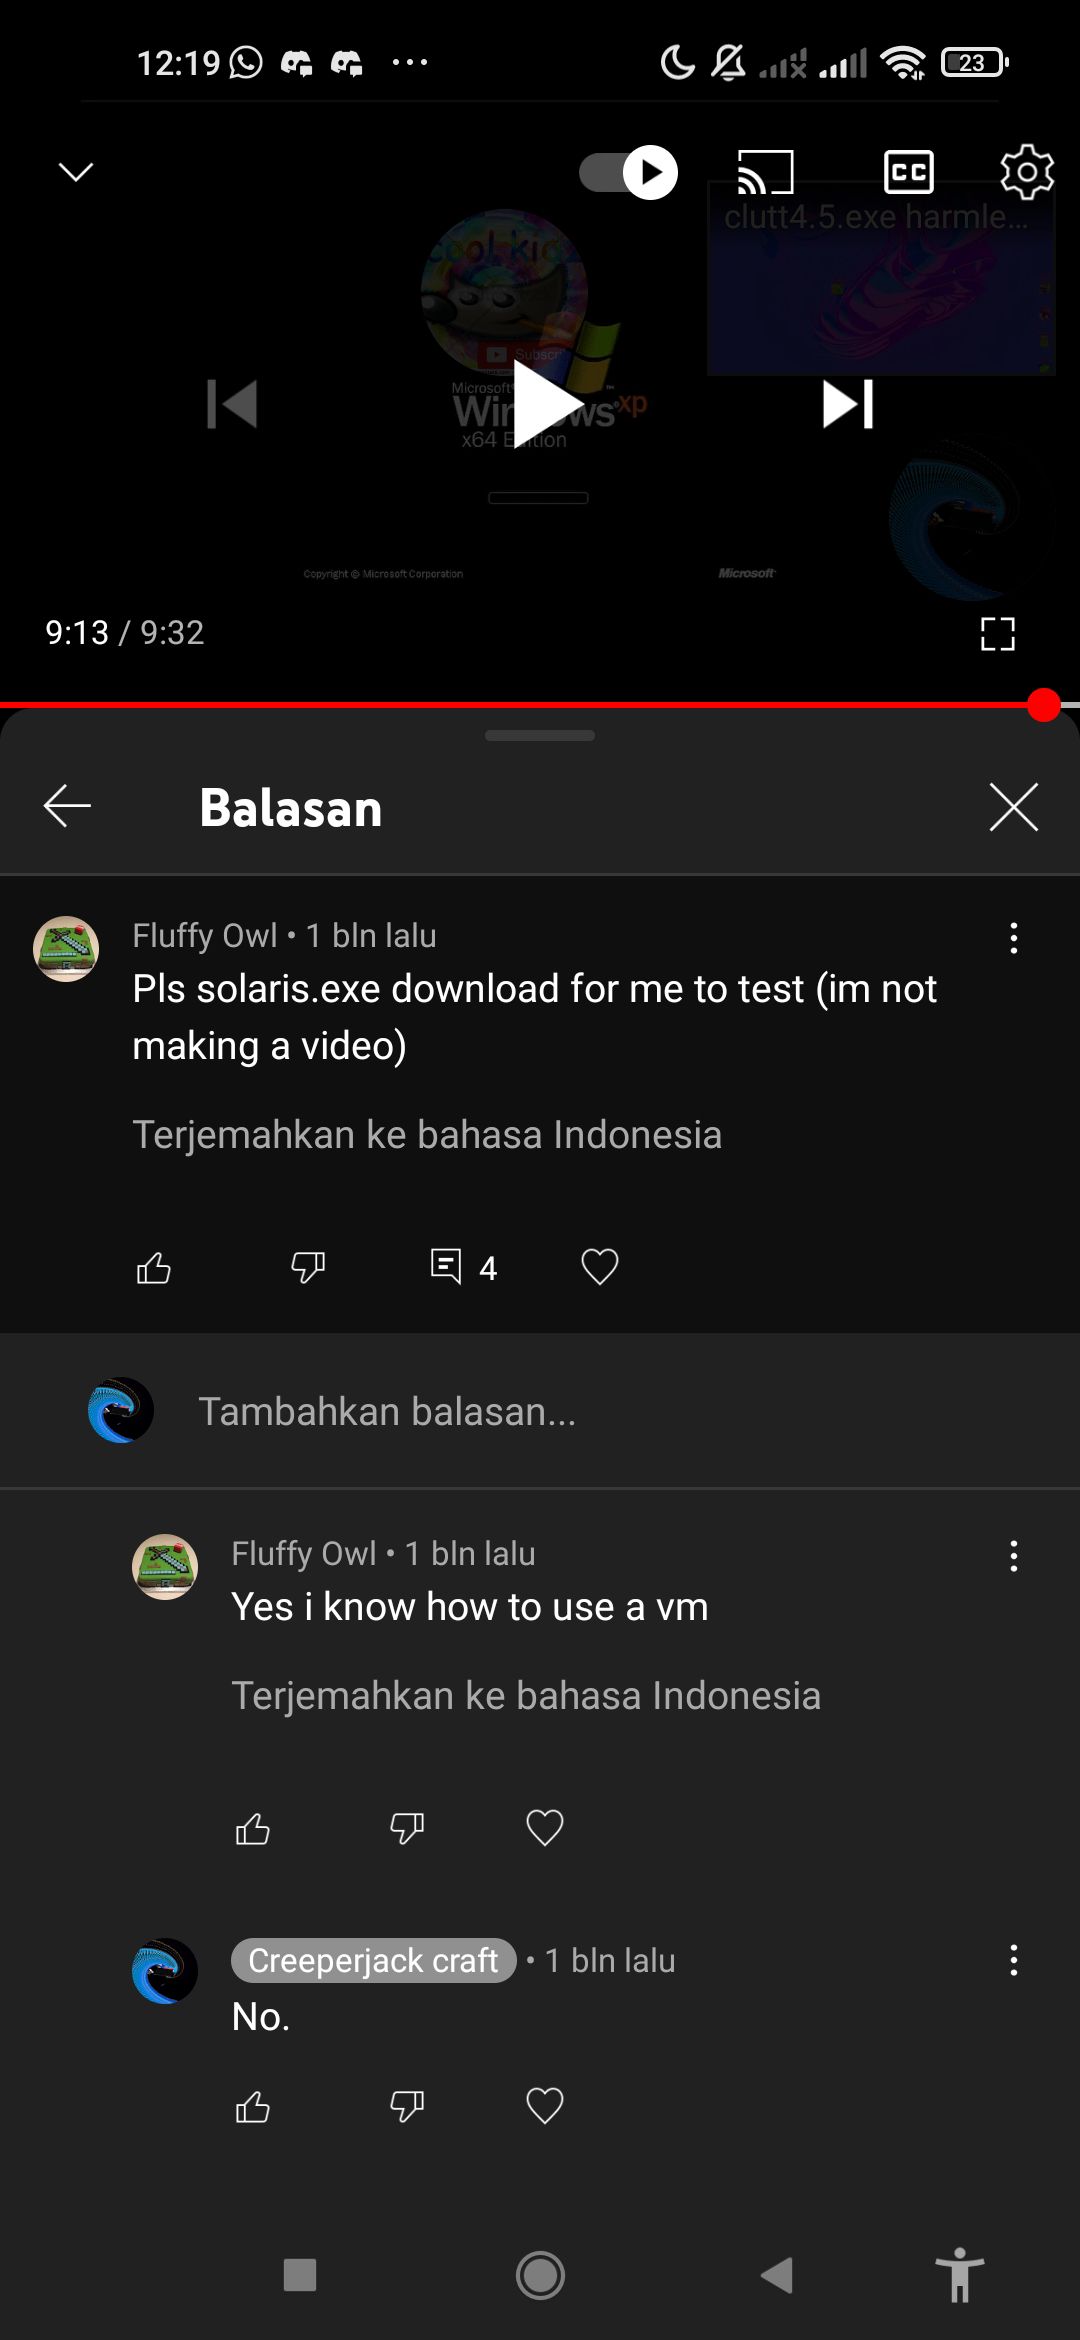 12:19
23
clutt4.5.exe harmle...
cool kid
Subscr
Microsoft
Windows xp
x64 Edition
Copyright © Microsoft Corporation
Microsoft
9:13 / 9:32
Balasan
Fluffy Owl • 1 bln lalu
Pls solaris.exe download for me to test (im not
making a video)
Terjemahkan ke bahasa Indonesia
4
Tambahkan balasan...
Fluffy Owl • 1 bln lalu
Yes i know how to use a vm
Terjemahkan ke bahasa Indonesia
Creeperjack craft • 1 bln lalu
No.